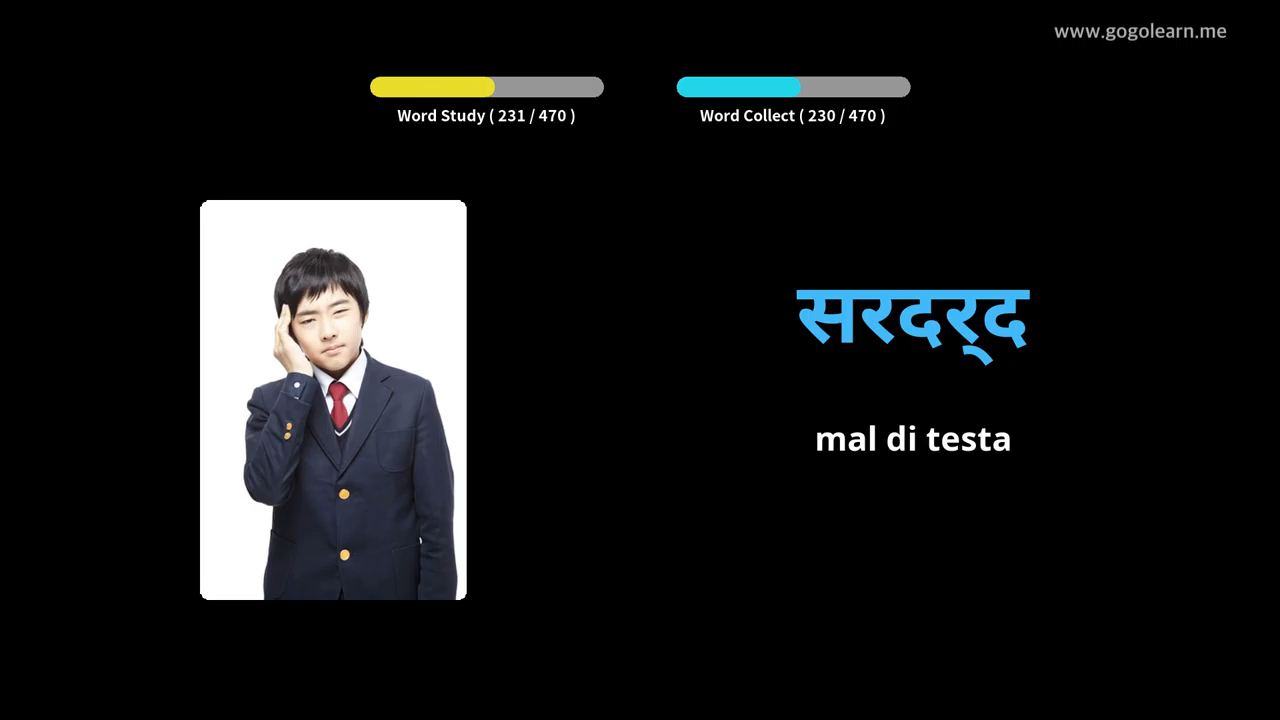 www.gogolearn.me
Word Study ( 231 / 470 )
Word Collect ( 230 / 470 )
सरदर्‌द
mal di testa